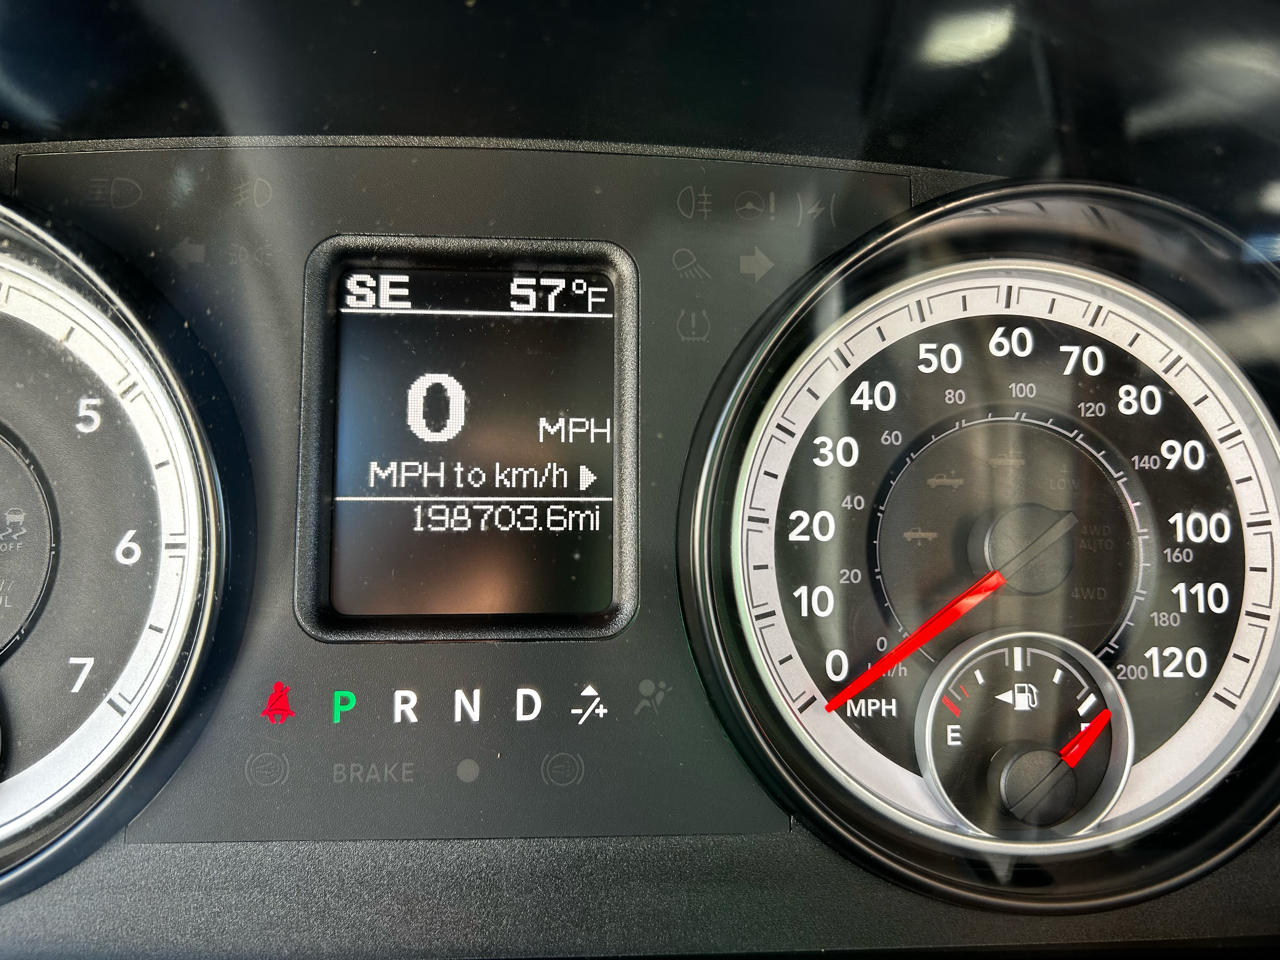 SE 57°F
0 MPH
MPH to km/h
198703.6mi
P R N D -/+
BRAKE
5
6
7
OFF
0 10 20 30 40 50 60 70 80 90 100 110 120
MPH
0 20 40 60 80 100 120 140 160 180 200
km/h
LOW
4WD
AUTO
4WD
E